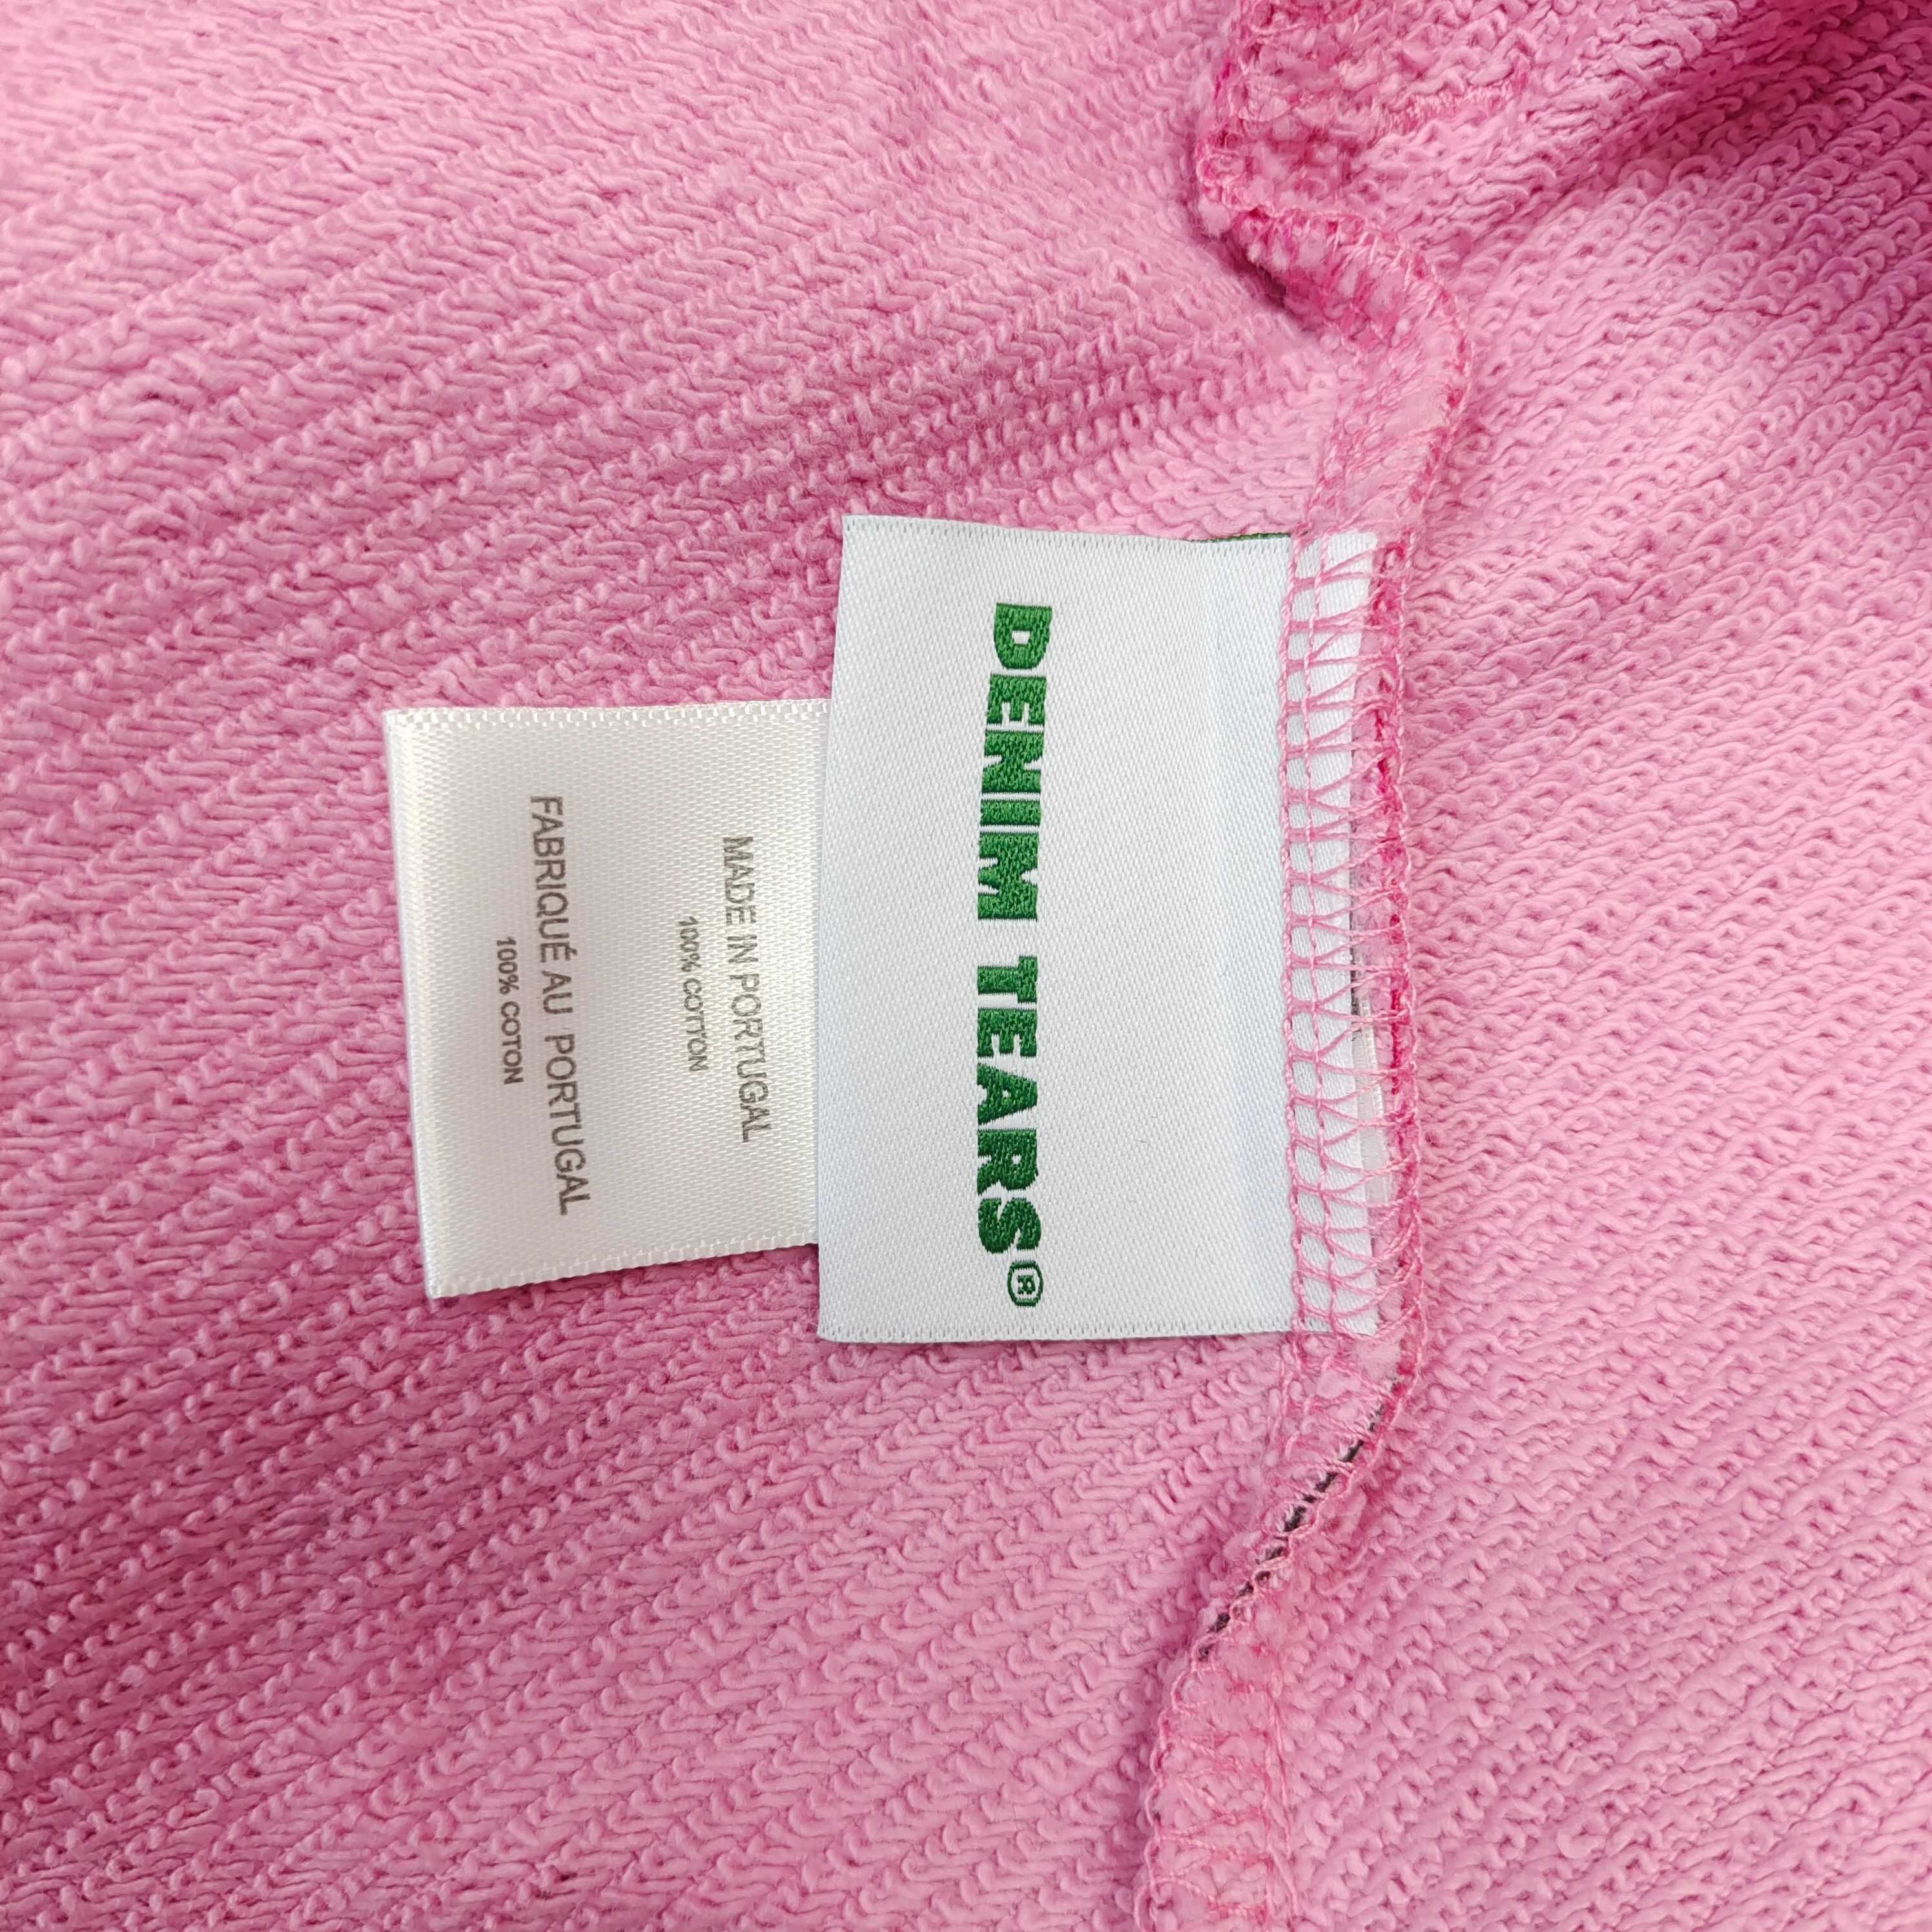 DENIM TEARS®
MADE IN PORTUGAL
100% COTTON
FABRIQUÉ AU PORTUGAL
100% COTON